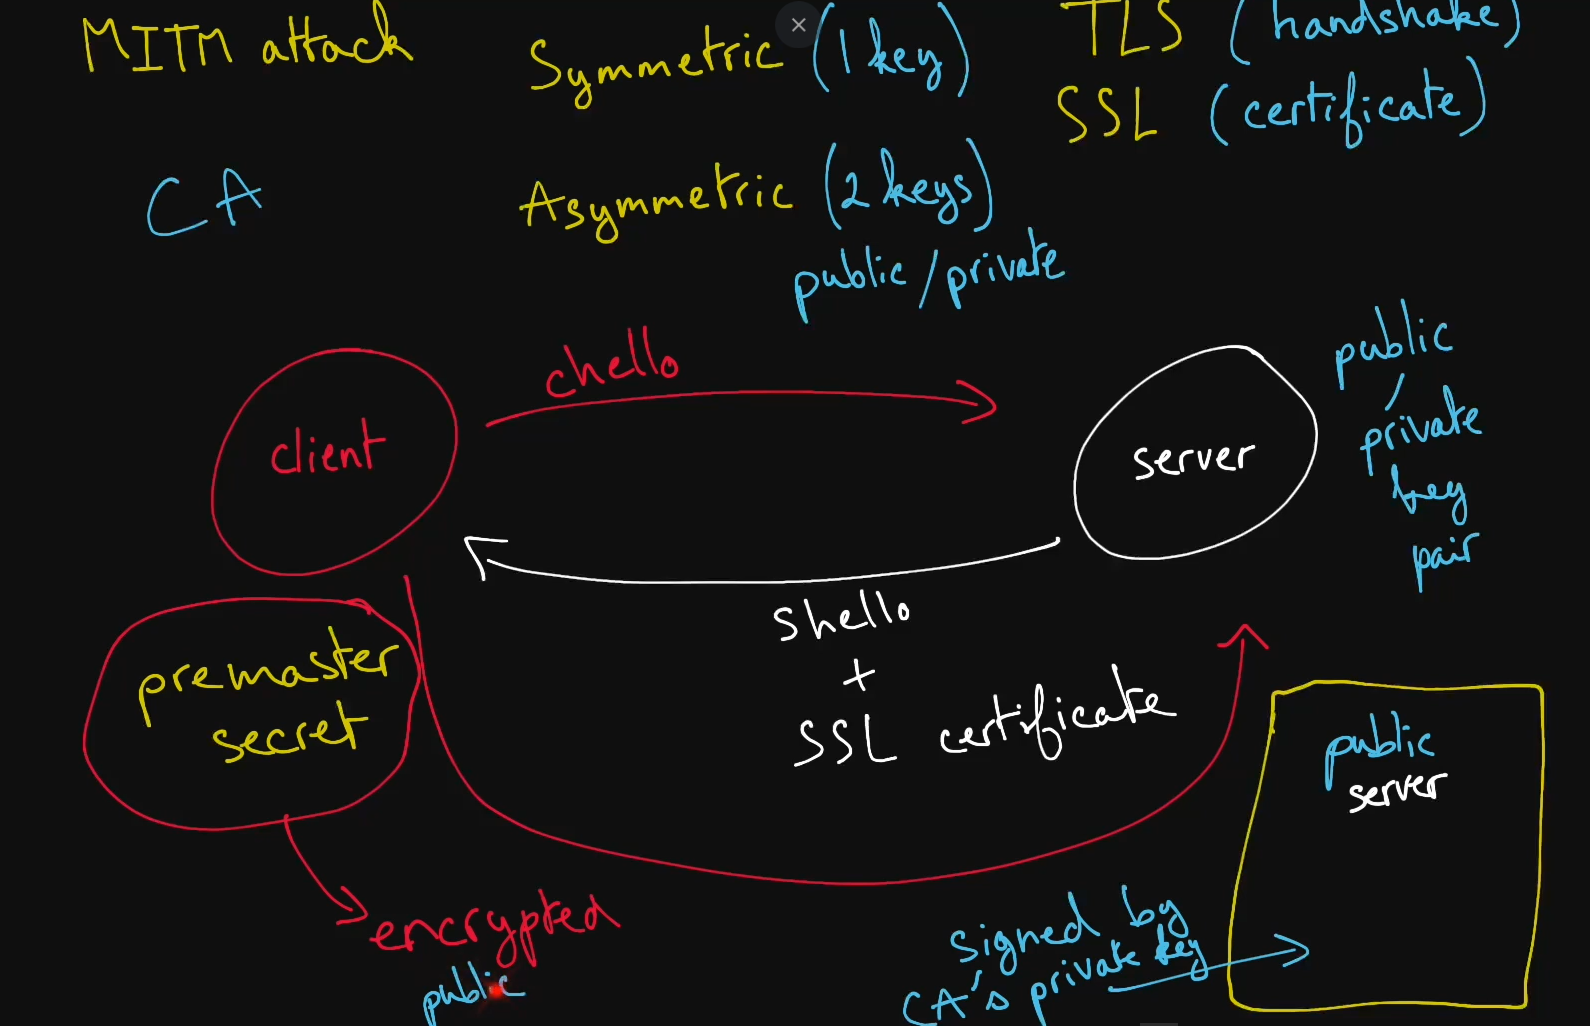 MITM attack
Symmetric (1 key)
TLS (handshake)
SSL (certificate)
CA
Asymmetric (2 keys)
public / private
chello
client
server
public
/
private
key
pair
shello
+
SSL certificate
premaster
secret
public
server
encrypted
public
signed by
CA's private key